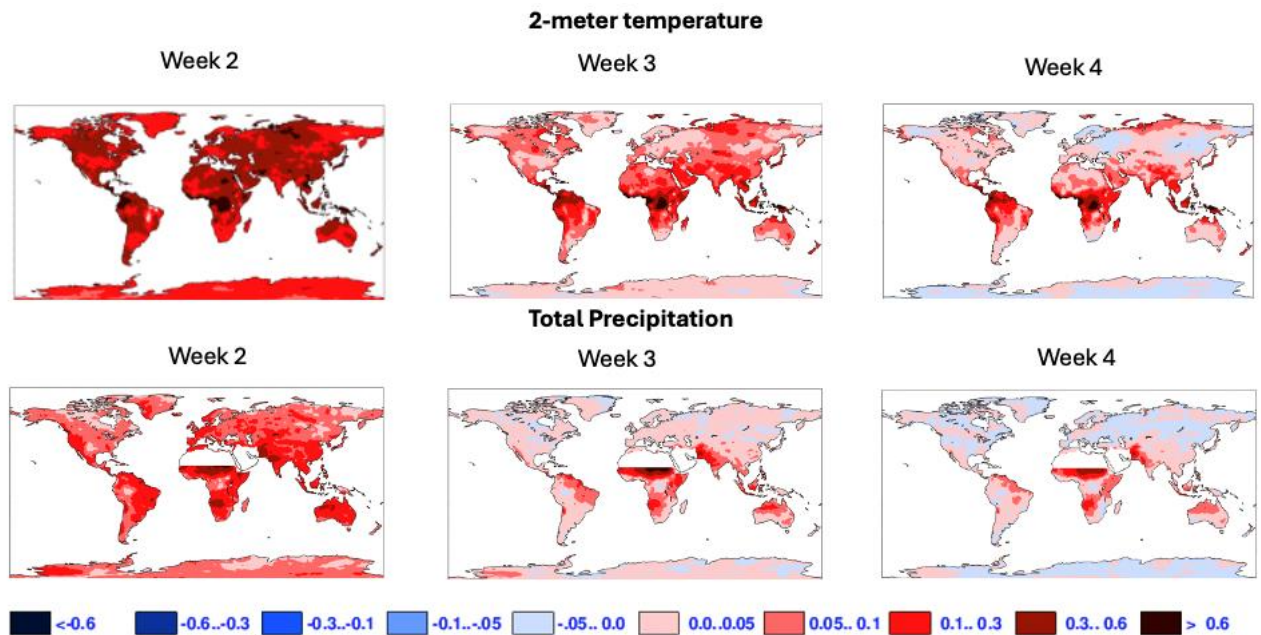 2-meter temperature
Week 2
Week 3
Week 4
Total Precipitation
Week 2
Week 3
Week 4
<-0.6
-0.6..-0.3
-0.3..-0.1
-0.1..-0.05
-.05.. 0.0
0.0..0.05
0.05.. 0.1
0.1.. 0.3
0.3.. 0.6
> 0.6